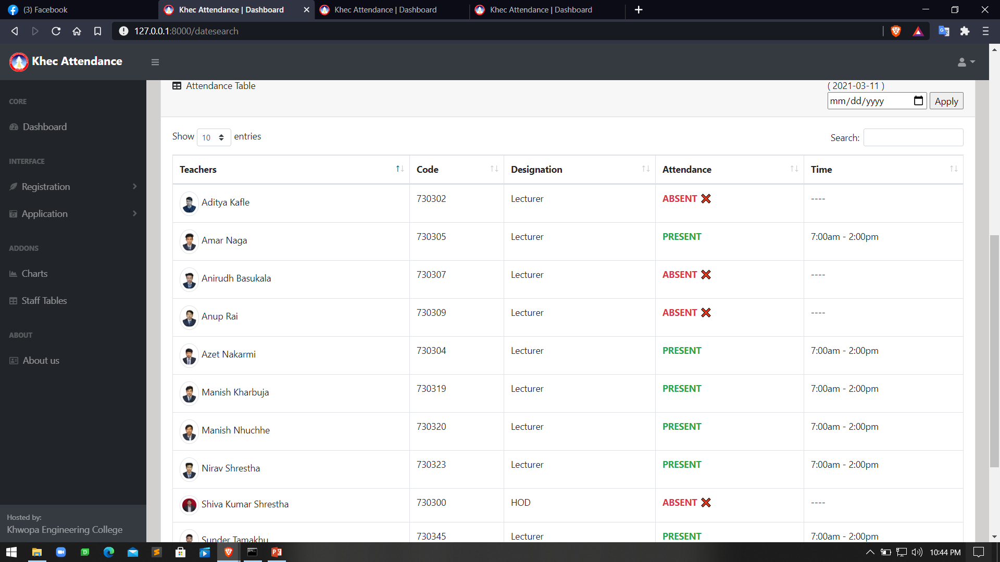 (3) Facebook
Khec Attendance | Dashboard
Khec Attendance | Dashboard
Khec Attendance | Dashboard
127.0.0.1:8000/datesearch
Khec Attendance
CORE
Dashboard
INTERFACE
Registration
Application
ADDONS
Charts
Staff Tables
ABOUT
About us
Hosted by:
Khwopa Engineering College
Attendance Table
( 2021-03-11 )
mm/dd/yyyy Apply
Show 10 entries
Search:
Teachers Code Designation Attendance Time
Aditya Kafle 730302 Lecturer ABSENT ❌ ----
Amar Naga 730305 Lecturer PRESENT 7:00am - 2:00pm
Anirudh Basukala 730307 Lecturer ABSENT ❌ ----
Anup Rai 730309 Lecturer ABSENT ❌ ----
Azet Nakarmi 730304 Lecturer PRESENT 7:00am - 2:00pm
Manish Kharbuja 730319 Lecturer PRESENT 7:00am - 2:00pm
Manish Nhuchhe 730320 Lecturer PRESENT 7:00am - 2:00pm
Nirav Shrestha 730323 Lecturer PRESENT 7:00am - 2:00pm
Shiva Kumar Shrestha 730300 HOD ABSENT ❌ ----
Sunder Tamakhu 730345 Lecturer PRESENT 7:00am - 2:00pm
10:44 PM